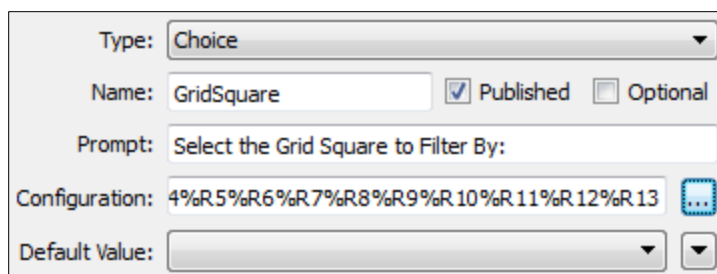 Type: Choice
Name: GridSquare Published Optional
Prompt: Select the Grid Square to Filter By:
Configuration: 4%R5%R6%R7%R8%R9%R10%R11%R12%R13 ...
Default Value: